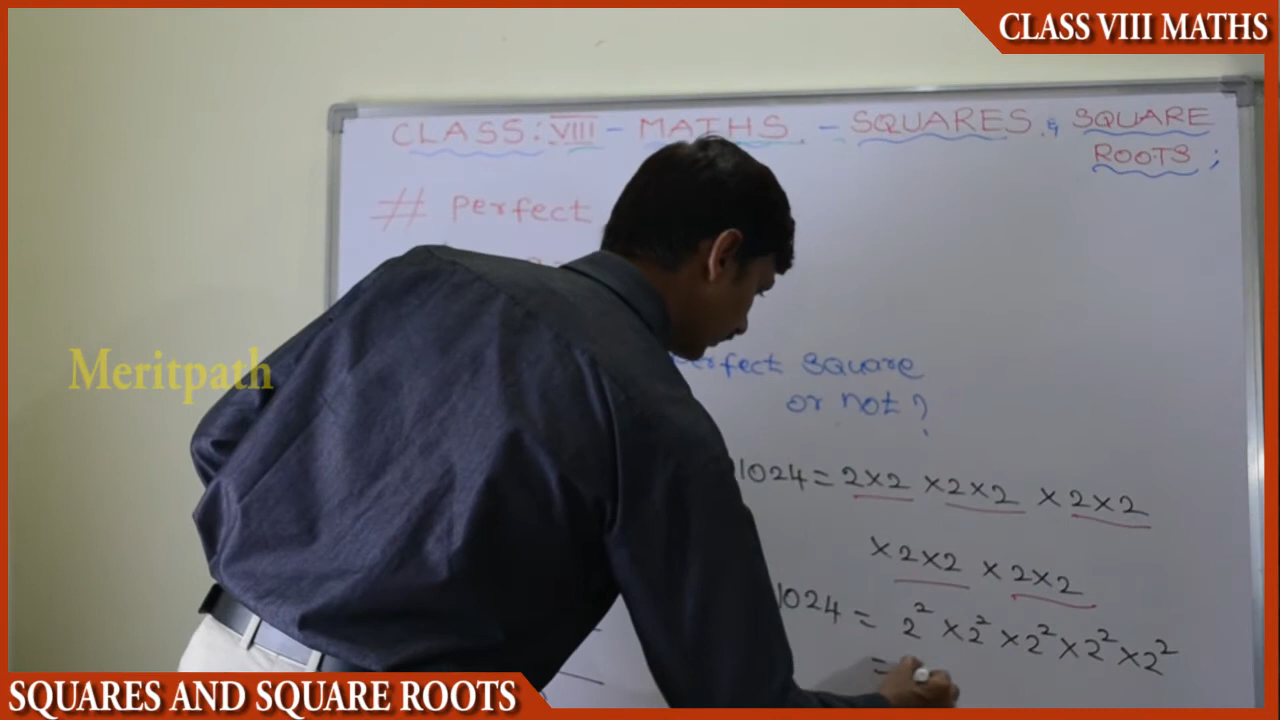 CLASS VIII MATHS
CLASS: VIII - MATHS - SQUARES & SQUARE
ROOTS ;
# Perfect
Meritpath
Perfect Square
or not?
1024 = 2×2 ×2×2 ×2×2
×2×2 ×2×2
1024 = 2² ×2² ×2² ×2² ×2²
=
SQUARES AND SQUARE ROOTS